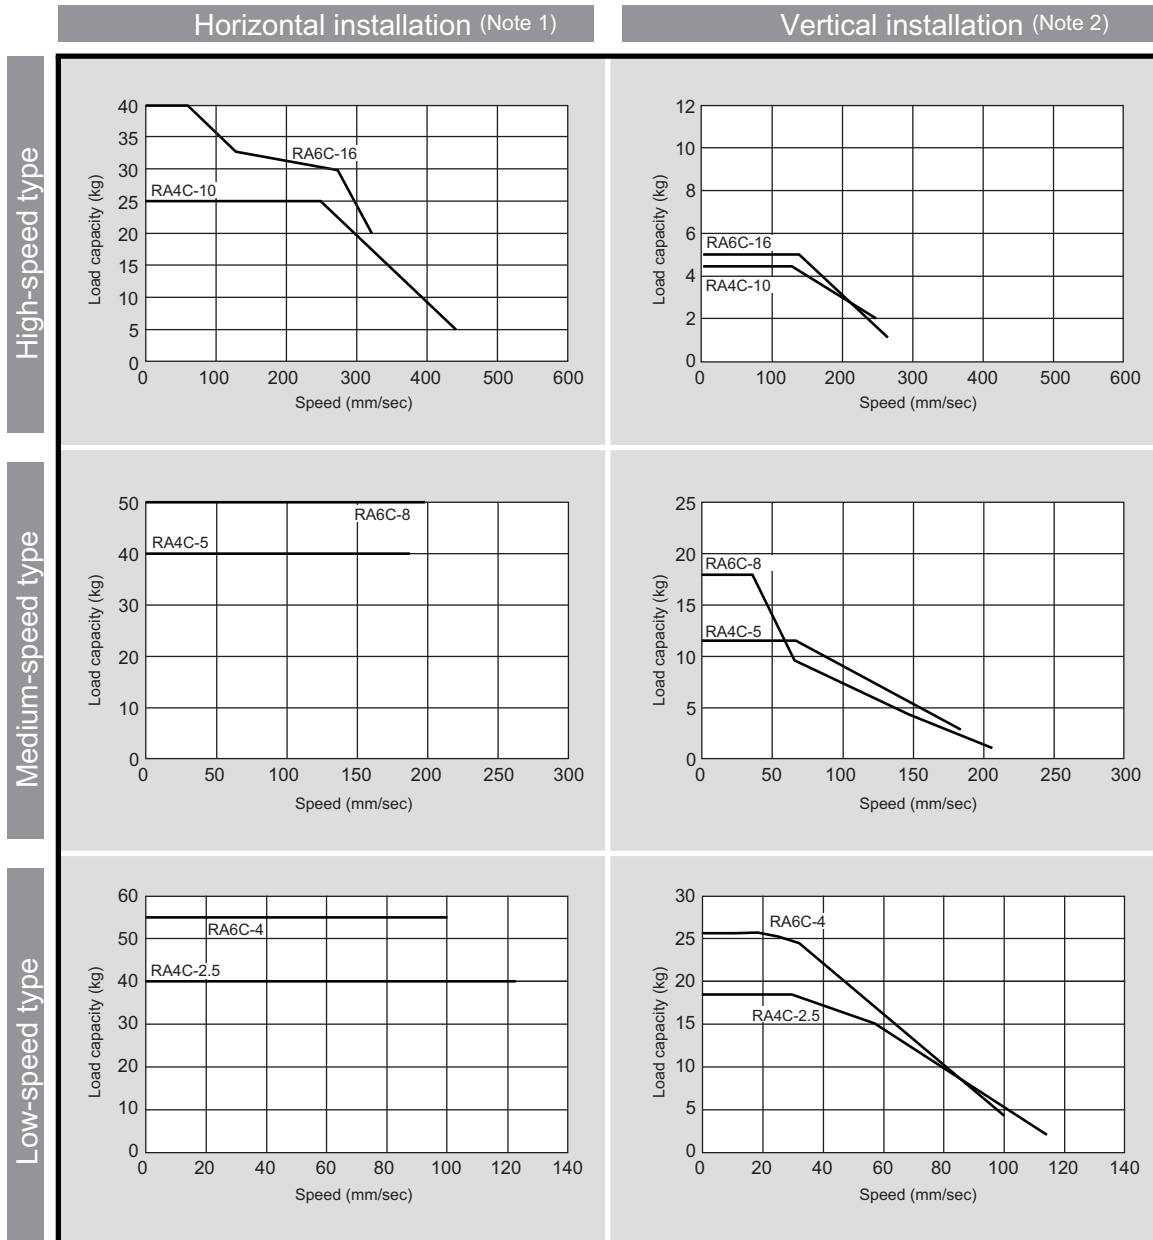 Horizontal installation (Note 1)
Vertical installation (Note 2)
High-speed type
Load capacity (kg)
40
35
30
25
20
15
10
5
0
RA6C-16
RA4C-10
0 100 200 300 400 500 600
Speed (mm/sec)
Load capacity (kg)
12
10
8
6
4
2
0
RA6C-16
RA4C-10
0 100 200 300 400 500 600
Speed (mm/sec)
Medium-speed type
Load capacity (kg)
50
40
30
20
10
0
RA6C-8
RA4C-5
0 50 100 150 200 250 300
Speed (mm/sec)
Load capacity (kg)
25
20
15
10
5
0
RA6C-8
RA4C-5
0 50 100 150 200 250 300
Speed (mm/sec)
Low-speed type
Load capacity (kg)
60
50
40
30
20
10
0
RA6C-4
RA4C-2.5
0 20 40 60 80 100 120 140
Speed (mm/sec)
Load capacity (kg)
30
25
20
15
10
5
0
RA6C-4
RA4C-2.5
0 20 40 60 80 100 120 140
Speed (mm/sec)